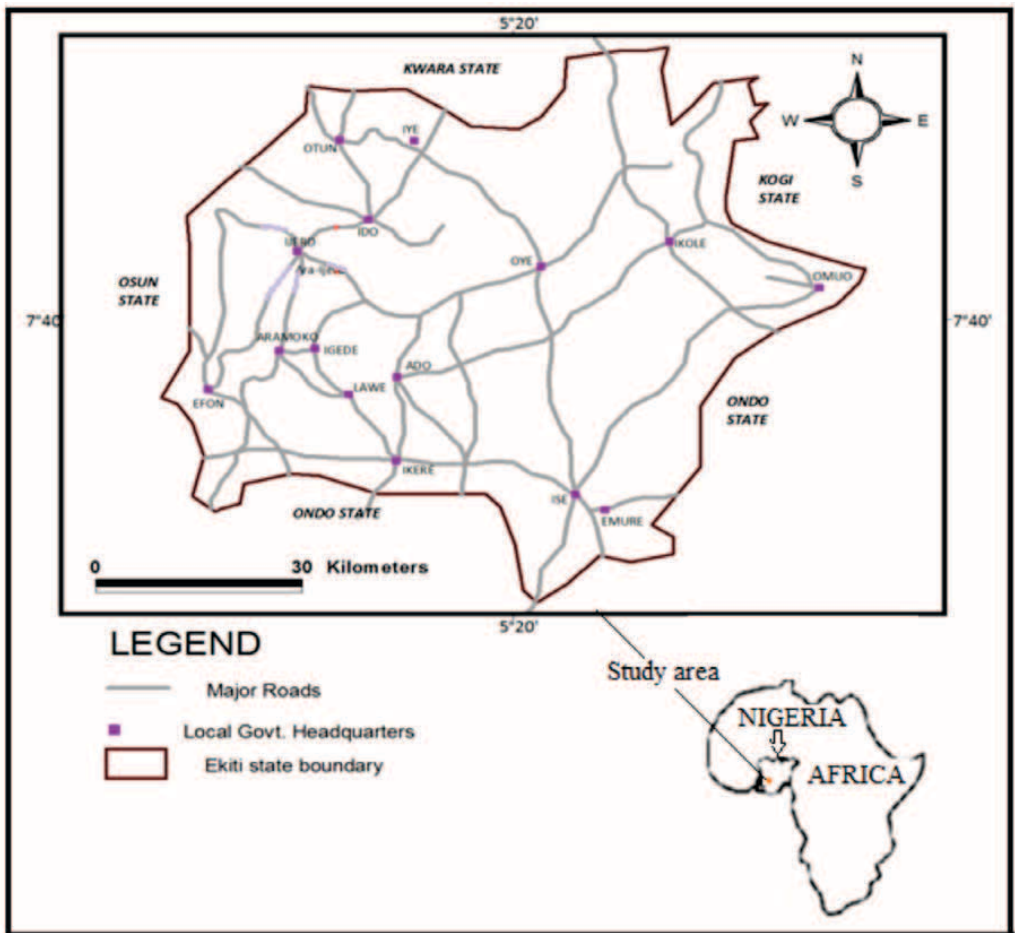 5°20'
KWARA STATE
N
W
E
S
IYE
OTUN
KOGI
STATE
IDO
IJERO
IKOLE
OYE
OMUO
OSUN
STATE
7°40
7°40'
ARAMOKO
IGEDE
ADO
LAWE
EFON
ONDO
STATE
IKERE
ISE
ONDO STATE
EMURE
0
30 Kilometers
5°20'
LEGEND
Major Roads
Local Govt. Headquarters
Ekiti state boundary
Study area
NIGERIA
AFRICA